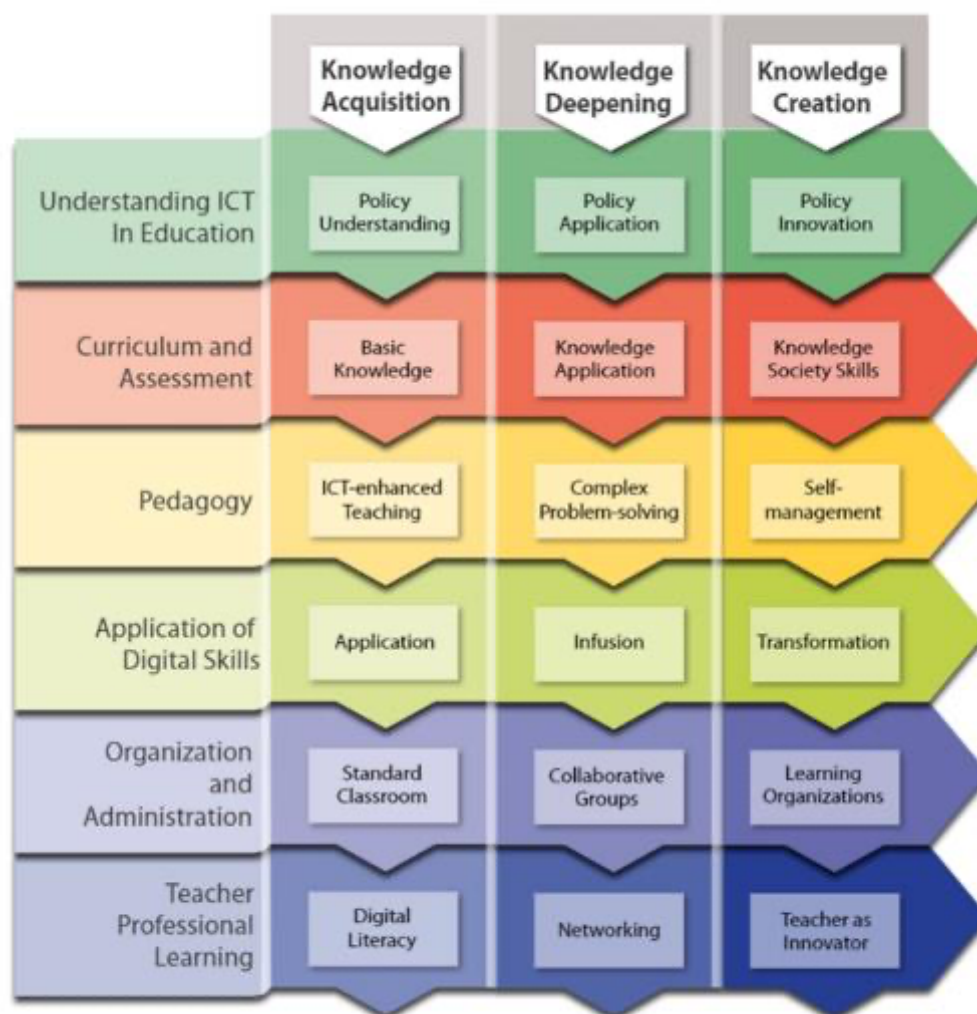 Knowledge
Acquisition
Knowledge
Deepening
Knowledge
Creation
Understanding ICT
In Education
Policy
Understanding
Policy
Application
Policy
Innovation
Curriculum and
Assessment
Basic
Knowledge
Knowledge
Application
Knowledge
Society Skills
Pedagogy
ICT-enhanced
Teaching
Complex
Problem-solving
Self-
management
Application of
Digital Skills
Application
Infusion
Transformation
Organization
and
Administration
Standard
Classroom
Collaborative
Groups
Learning
Organizations
Teacher
Professional
Learning
Digital
Literacy
Networking
Teacher as
Innovator